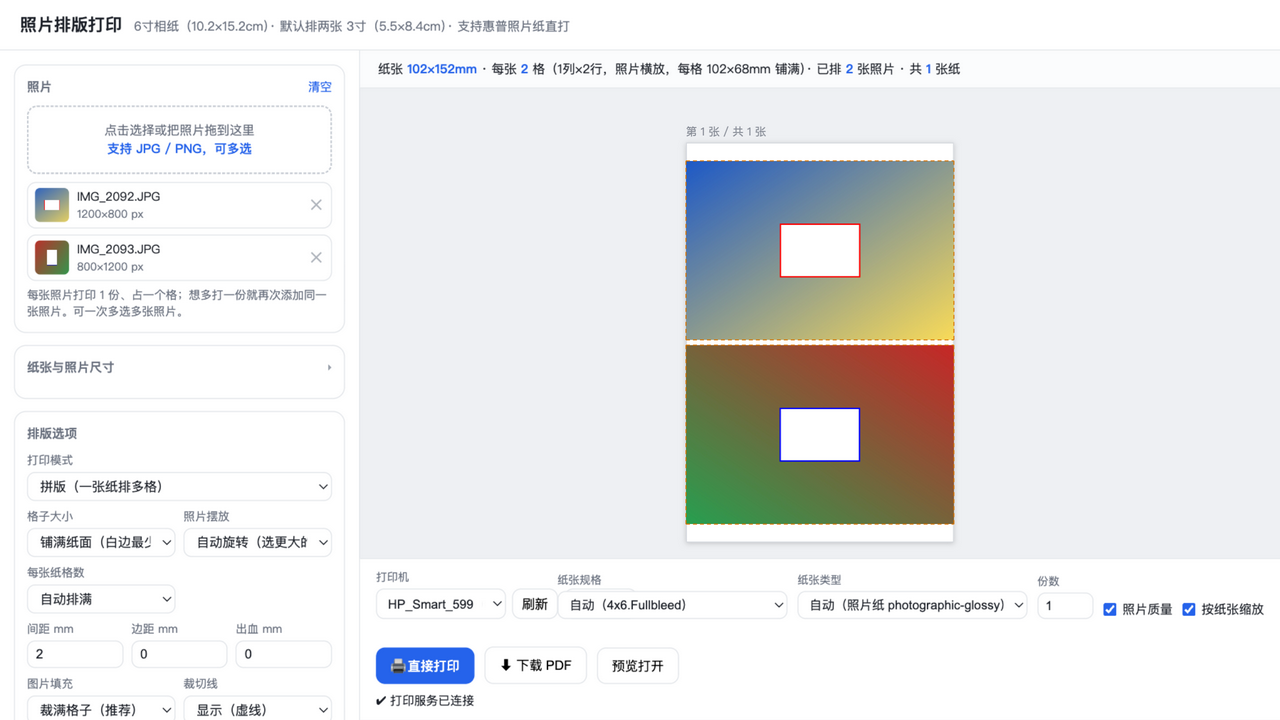 照片排版打印 6寸相纸（10.2×15.2cm）· 默认排两张 3寸（5.5×8.4cm）· 支持惠普照片纸直打
照片 清空
点击选择或把照片拖到这里
支持 JPG / PNG，可多选
IMG_2092.JPG
1200×800 px
IMG_2093.JPG
800×1200 px
每张照片打印 1 份、占一个格；想多打一份就再次添加同一
张照片。可一次多选多张照片。
纸张与照片尺寸
排版选项
打印模式
拼版（一张纸排多格）
格子大小 照片摆放
铺满纸面（白边最少 自动旋转（选更大的
每张纸格数
自动排满
间距 mm 边距 mm 出血 mm
2 0 0
图片填充 裁切线
裁满格子（推荐） 显示（虚线）
纸张 102×152mm · 每张 2 格（1列×2行，照片横放，每格 102×68mm 铺满）· 已排 2 张照片 · 共 1 张纸
第 1 张 / 共 1 张
打印机 纸张规格 纸张类型 份数
HP_Smart_599 刷新 自动（4x6.Fullbleed） 自动（照片纸 photographic-glossy） 1 照片质量 按纸张缩放
直接打印 下载 PDF 预览打开
✔ 打印服务已连接